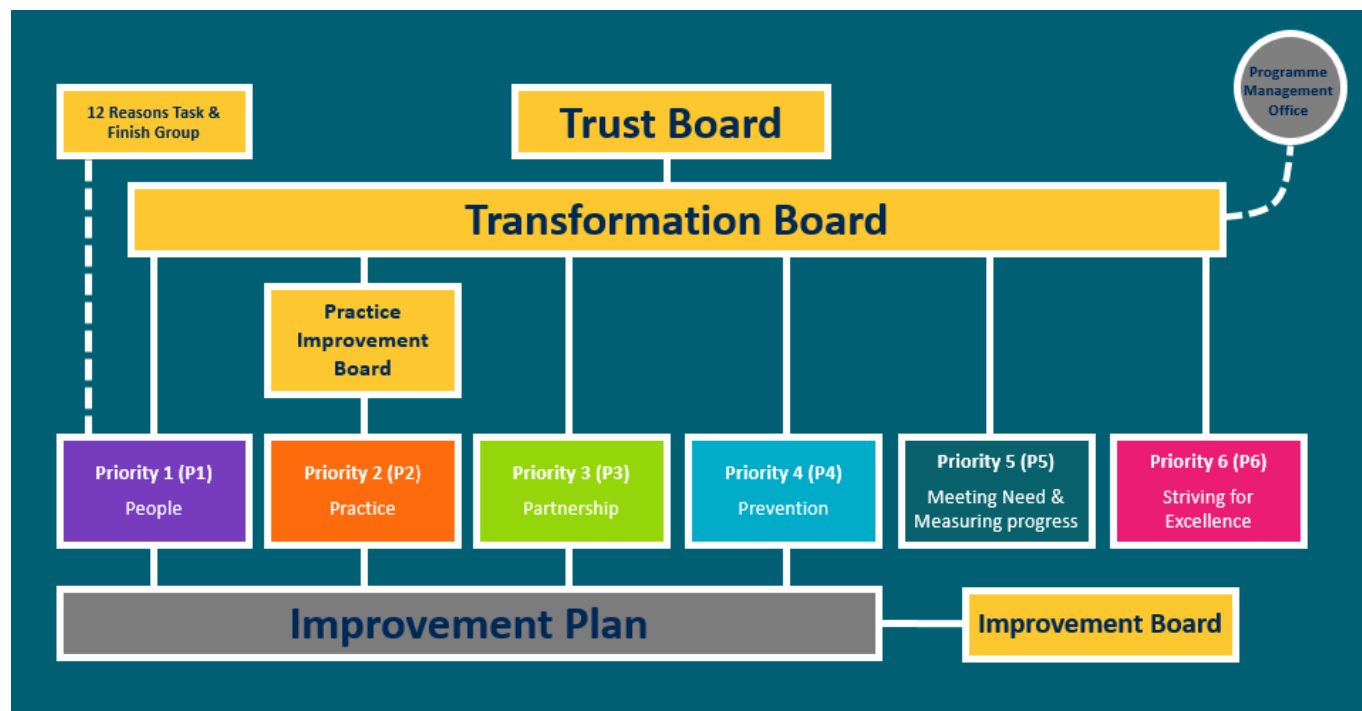 Programme
Management
Office
12 Reasons Task &
Finish Group
Trust Board
Transformation Board
Practice
Improvement
Board
Priority 1 (P1)
People
Priority 2 (P2)
Practice
Priority 3 (P3)
Partnership
Priority 4 (P4)
Prevention
Priority 5 (P5)
Meeting Need &
Measuring progress
Priority 6 (P6)
Striving for
Excellence
Improvement Plan
Improvement Board